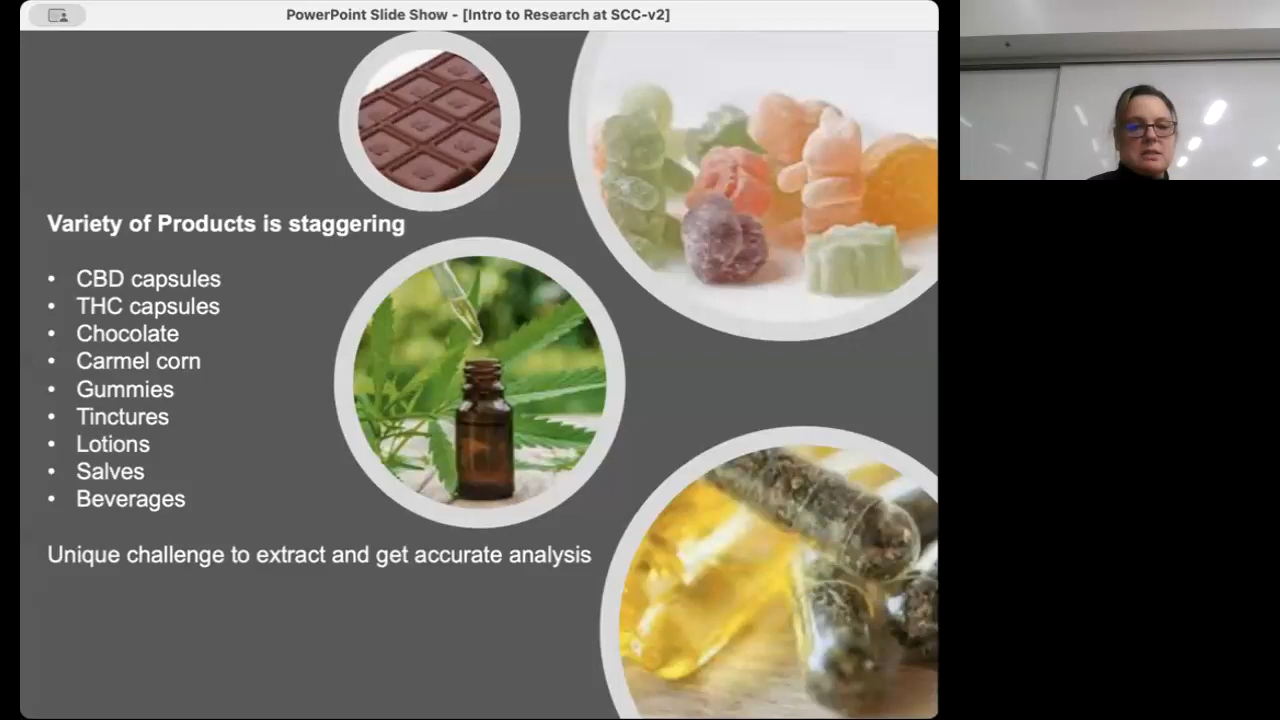 PowerPoint Slide Show - [Intro to Research at SCC-v2]
Variety of Products is staggering
• CBD capsules
• THC capsules
• Chocolate
• Carmel corn
• Gummies
• Tinctures
• Lotions
• Salves
• Beverages
Unique challenge to extract and get accurate analysis